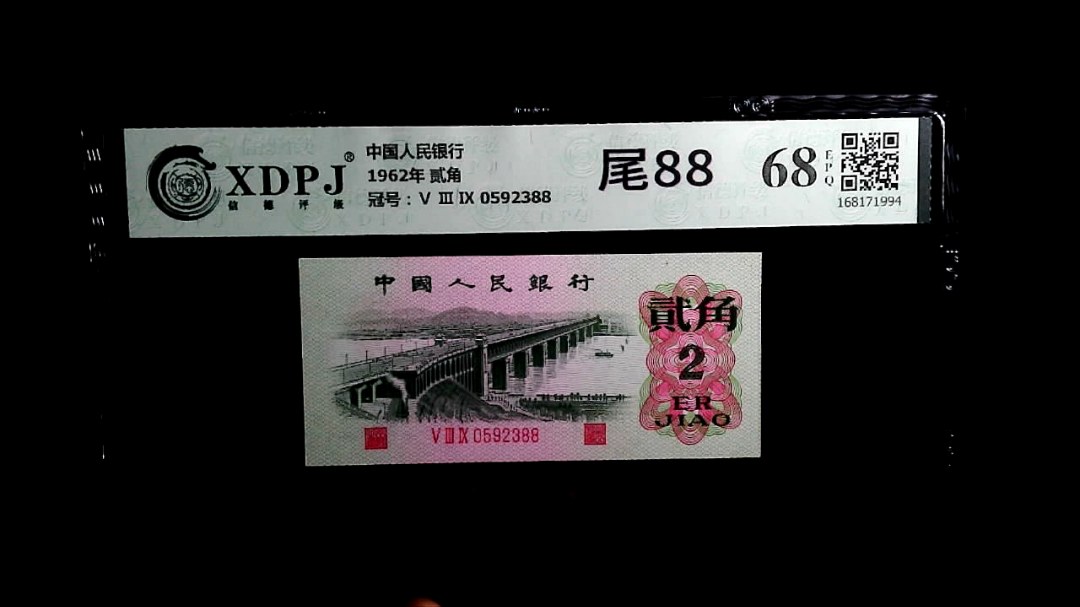 XDPJ®
信德评级
中国人民银行
1962年 贰角
冠号：Ⅴ Ⅲ Ⅸ 0592388
尾88
68
EPQ
168171994
中國人民銀行
貳角
2
ER
JIAO
Ⅴ Ⅲ Ⅸ 0592388